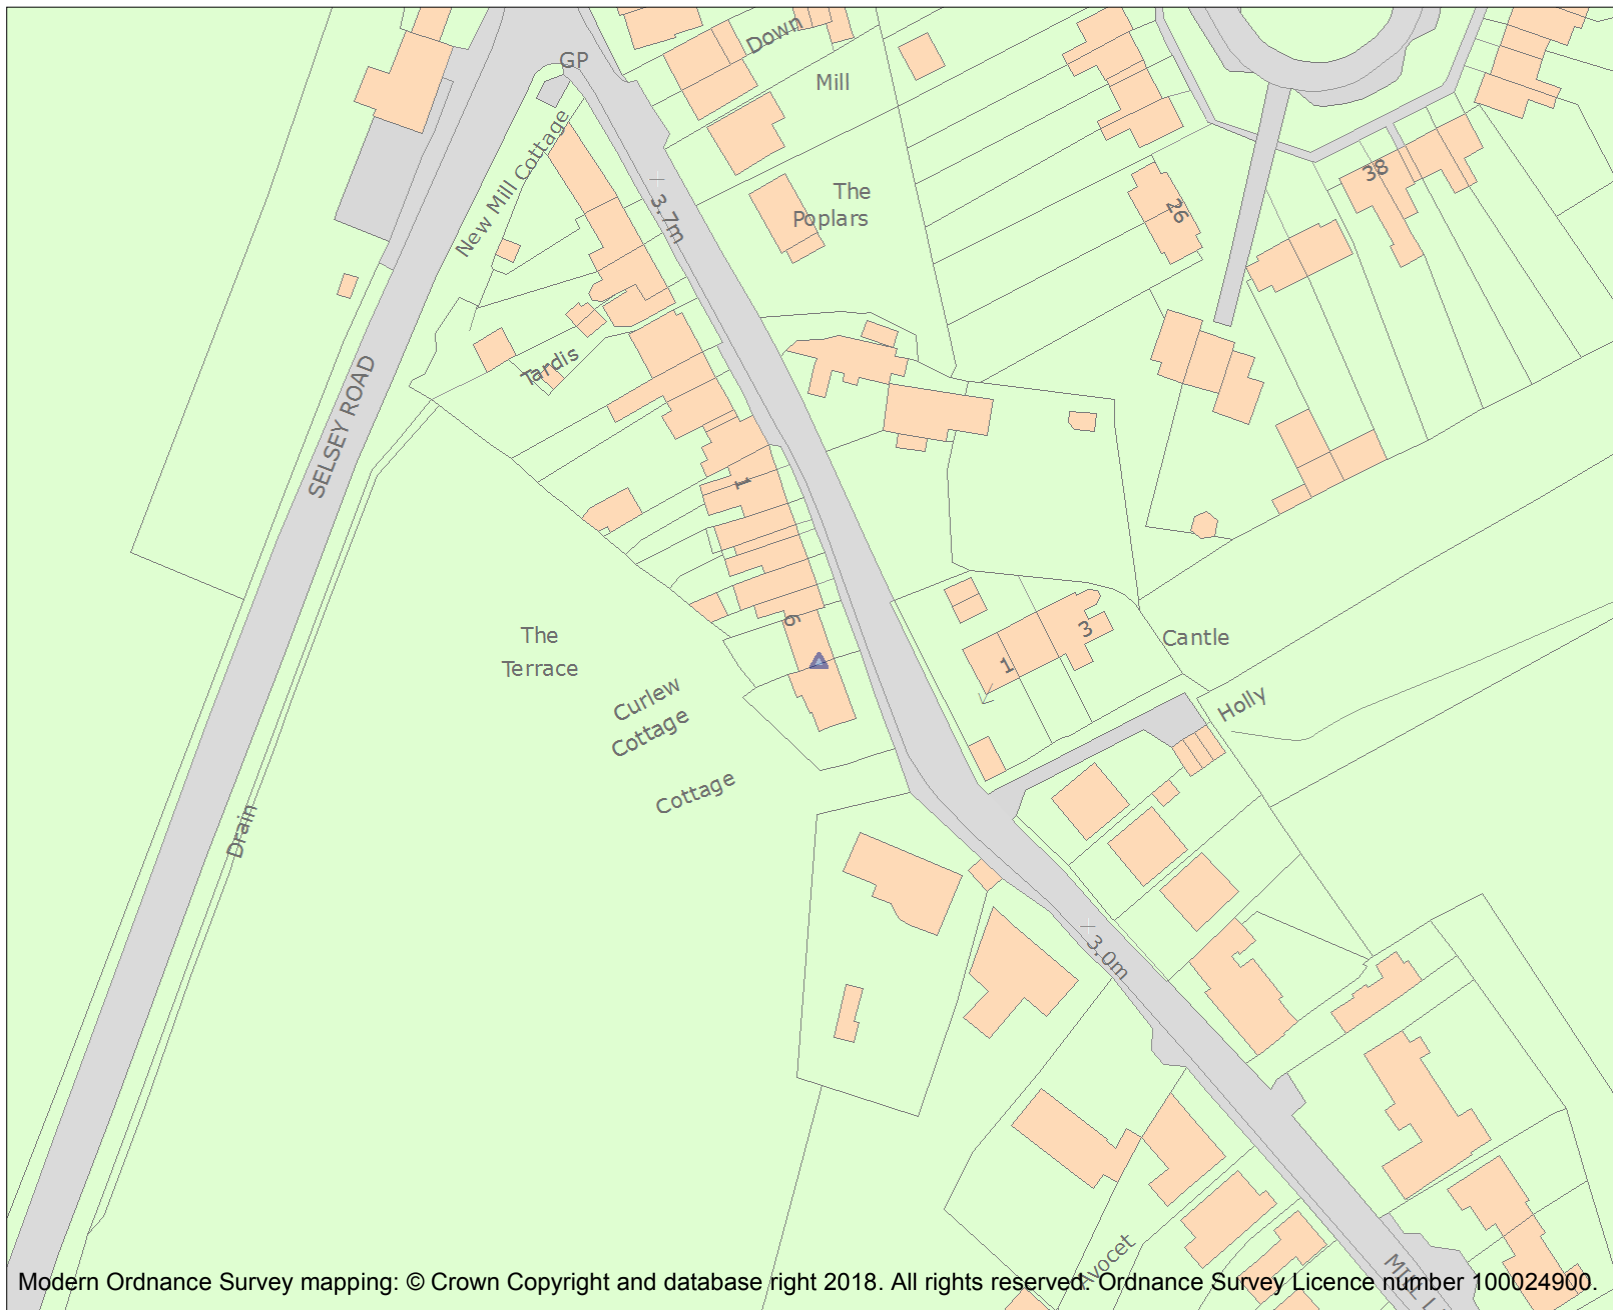 Down
GP
Mill
New Mill Cottage
38
The
Poplars
26
3.7m
Tardis
SELSEY ROAD
1
6
The
Terrace
3
Cantle
1
Curlew
Cottage
Holly
Cottage
Drain
3.0m
Avocet
MILL L
Modern Ordnance Survey mapping: © Crown Copyright and database right 2018. All rights reserved. Ordnance Survey Licence number 100024900.